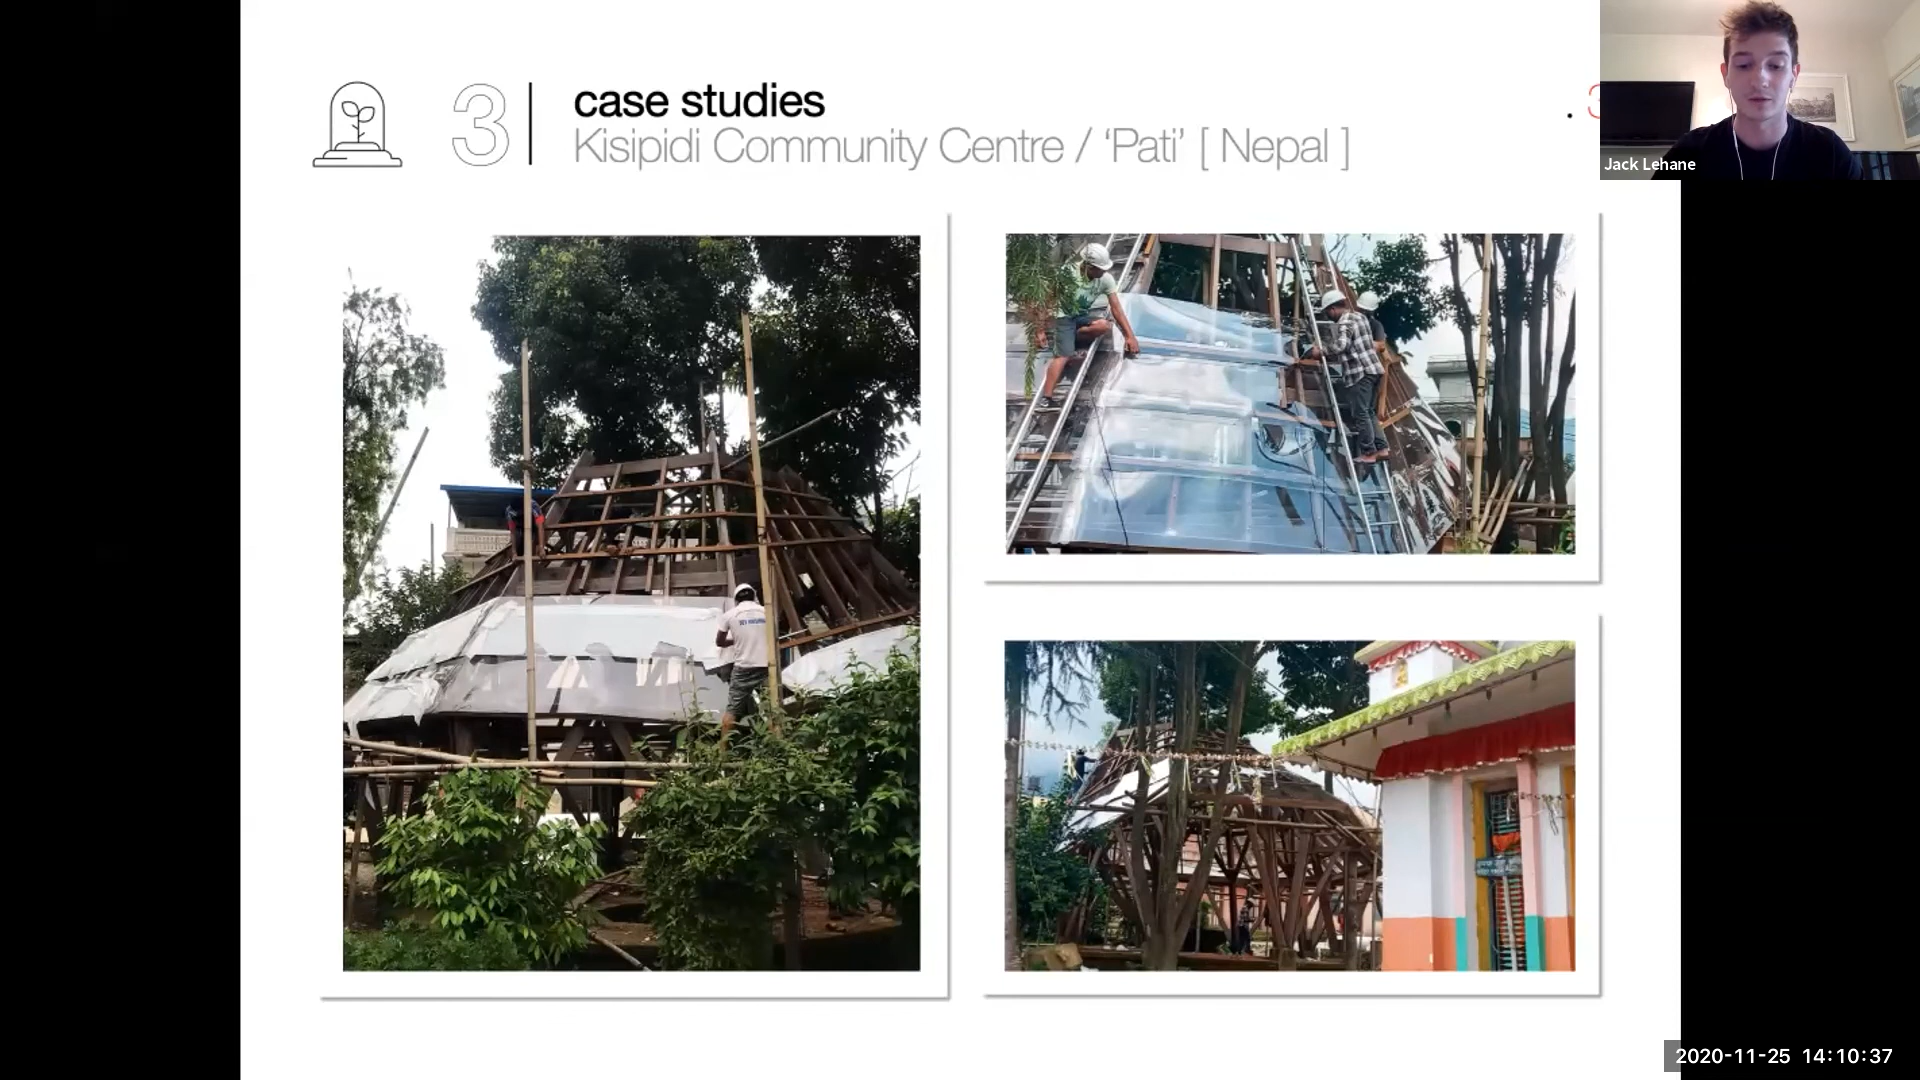 3
case studies
Kisipidi Community Centre / ‘Pati’ [ Nepal ]
Jack Lehane
2020-11-25 14:10:37